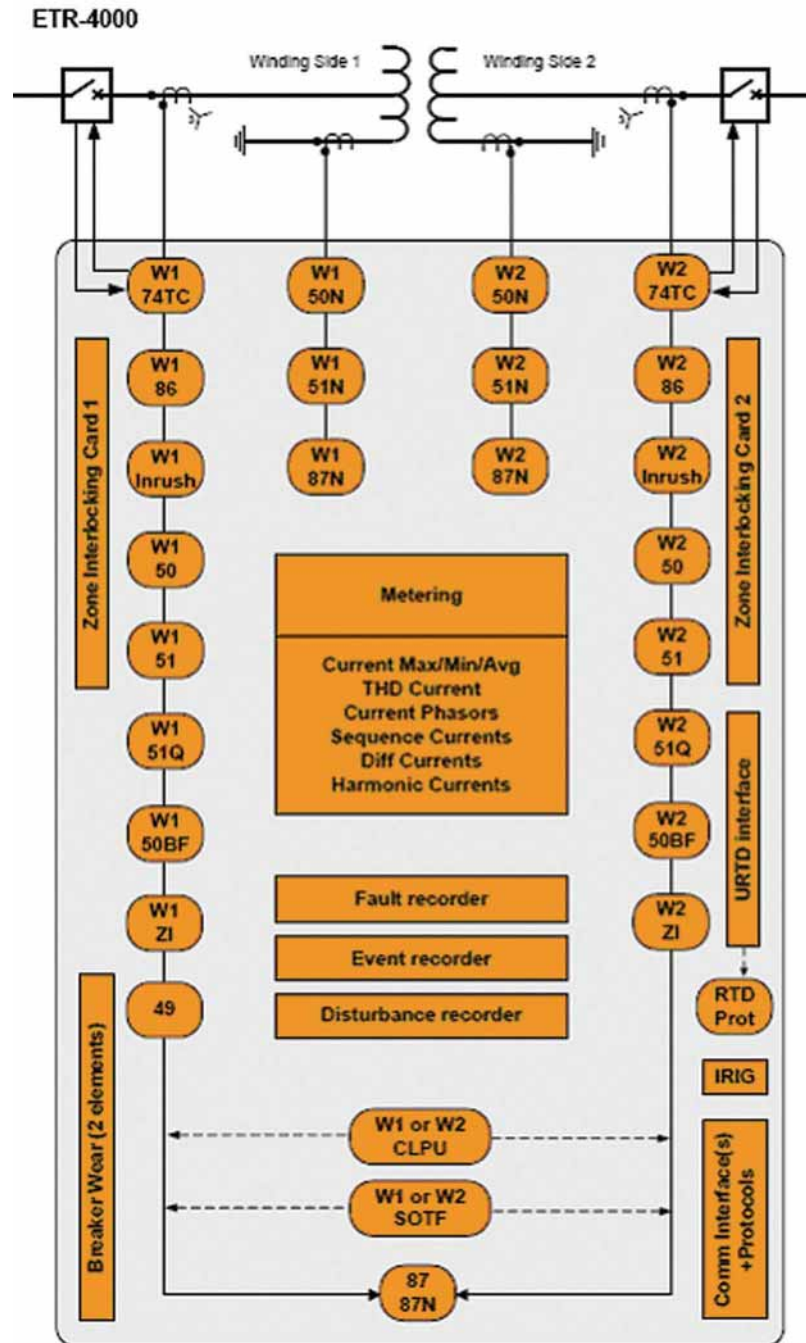 ETR-4000
Winding Side 1
Winding Side 2
W1
74TC
W1
50N
W2
50N
W2
74TC
Zone Interlocking Card 1
W1
86
W1
51N
W2
51N
W2
86
Zone Interlocking Card 2
W1
Inrush
W1
87N
W2
87N
W2
Inrush
W1
50
W2
50
Metering
W1
51
W2
51
Current Max/Min/Avg
THD Current
Current Phasors
Sequence Currents
Diff Currents
Harmonic Currents
W1
51Q
W2
51Q
W1
50BF
W2
50BF
URTD interface
W1
ZI
W2
ZI
Fault recorder
Event recorder
Disturbance recorder
49
RTD
Prot
IRIG
Breaker Wear (2 elements)
W1 or W2
CLPU
W1 or W2
SOTF
Comm Interface(s)
+Protocols
87
87N